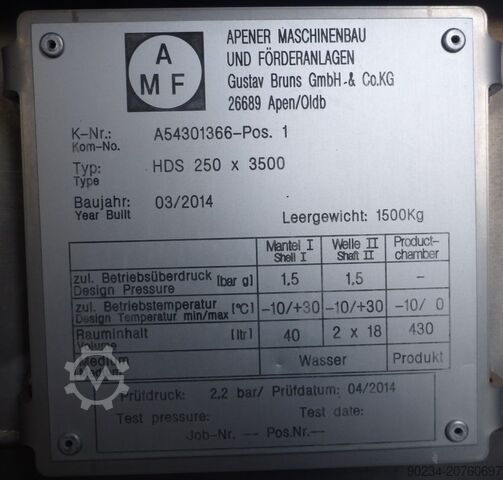 A
M F
APENER MASCHINENBAU
UND FÖRDERANLAGEN
Gustav Bruns GmbH & Co.KG
26689 Apen/Oldb
K-Nr.: A54301366-Pos. 1
Kom-No.
Typ: HDS 250 x 3500
Type
Baujahr: 03/2014
Year Built
Leergewicht: 1500Kg
Mantel I Welle II Product-
Shell I Shaft II chamber
zul. Betriebsüberdruck [bar g] 1,5 1,5 –
Design Pressure
zul. Betriebstemperatur [°C] -10/+30 -10/+30 -10/ 0
Design Temperatur min/max
Rauminhalt [ltr] 40 2 x 18 430
Volume
Medium Wasser Produkt
Medium
Prüfdruck: 2,2 bar/ Prüfdatum: 04/2014
Test pressure: Test date:
Job-Nr. -- Pos.Nr.--
90234-20760697